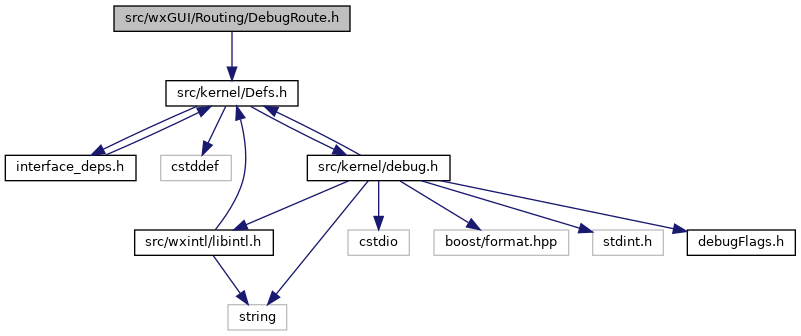 src/wxGUI/Routing/DebugRoute.h
src/kernel/Defs.h
interface_deps.h
cstddef
src/kernel/debug.h
src/wxintl/libintl.h
cstdio
boost/format.hpp
stdint.h
debugFlags.h
string